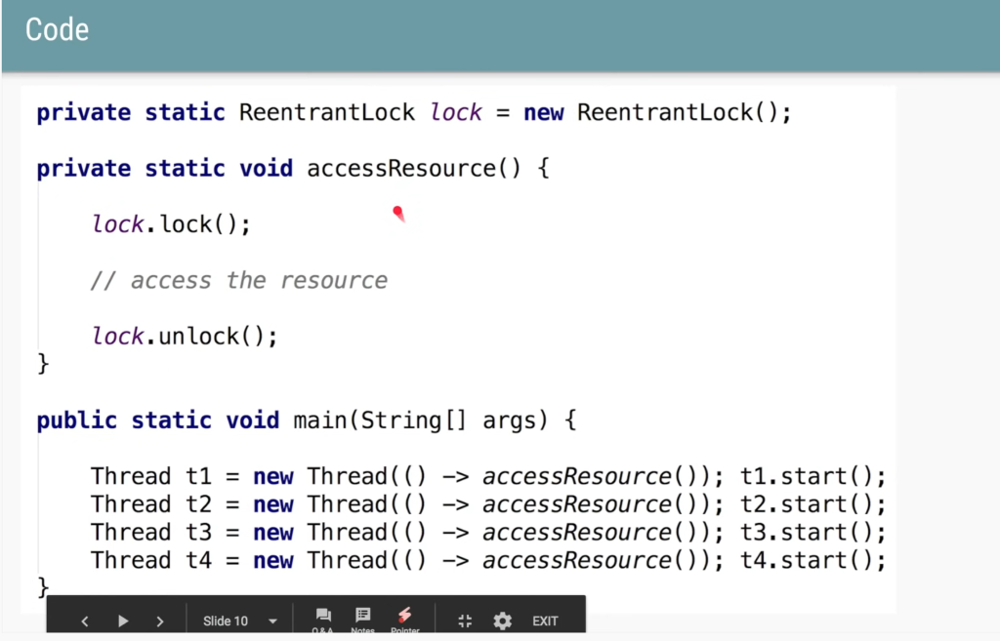 Code
private static ReentrantLock lock = new ReentrantLock();
private static void accessResource() {
lock.lock();
// access the resource
lock.unlock();
}
public static void main(String[] args) {
Thread t1 = new Thread(() -> accessResource()); t1.start();
Thread t2 = new Thread(() -> accessResource()); t2.start();
Thread t3 = new Thread(() -> accessResource()); t3.start();
Thread t4 = new Thread(() -> accessResource()); t4.start();
}
Slide 10
Q&A
Notes
Pointer
EXIT